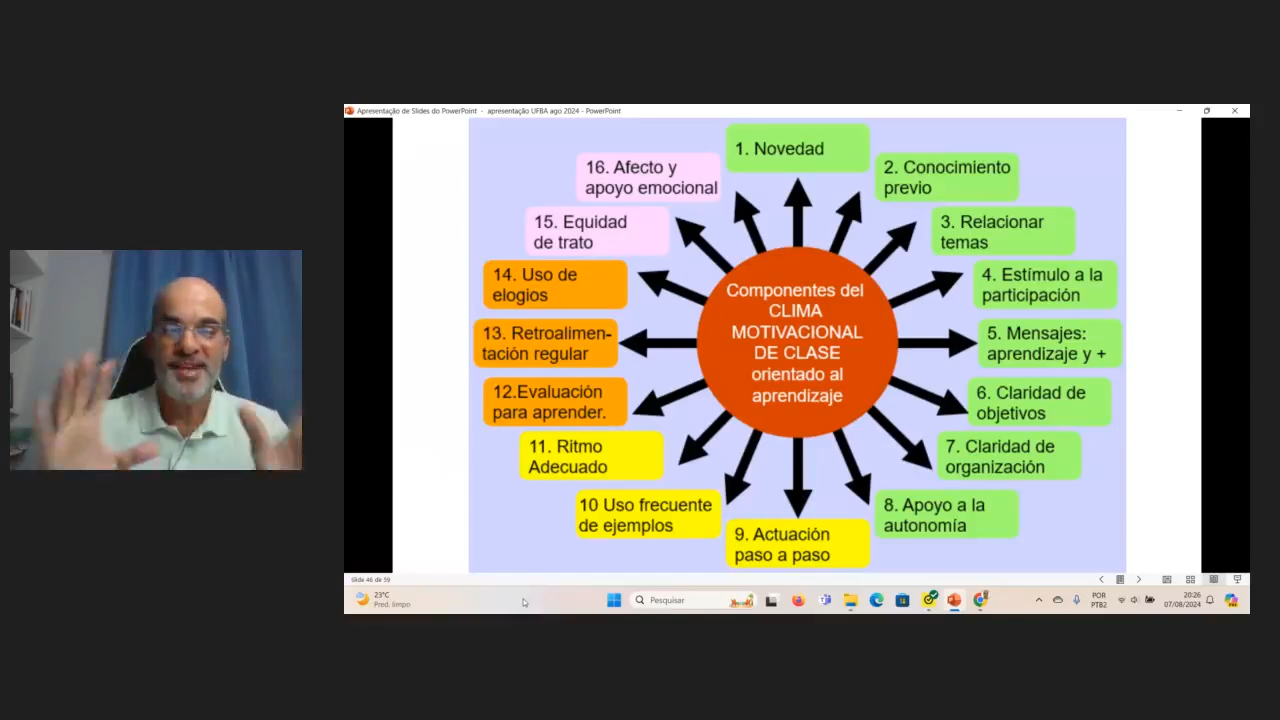 Apresentação de Slides do PowerPoint - apresentação UFBA ago 2024 - PowerPoint
1. Novedad
2. Conocimiento
previo
3. Relacionar
temas
4. Estímulo a la
participación
5. Mensajes:
aprendizaje y +
6. Claridad de
objetivos
7. Claridad de
organización
8. Apoyo a la
autonomía
9. Actuación
paso a paso
10 Uso frecuente
de ejemplos
11. Ritmo
Adecuado
12.Evaluación
para aprender.
13. Retroalimen-
tación regular
14. Uso de
elogios
15. Equidad
de trato
16. Afecto y
apoyo emocional
Componentes del
CLIMA
MOTIVACIONAL
DE CLASE
orientado al
aprendizaje
Slide 46 de 59
23°C
Pred. limpo
Pesquisar
POR
PTB2
20:26
07/08/2024